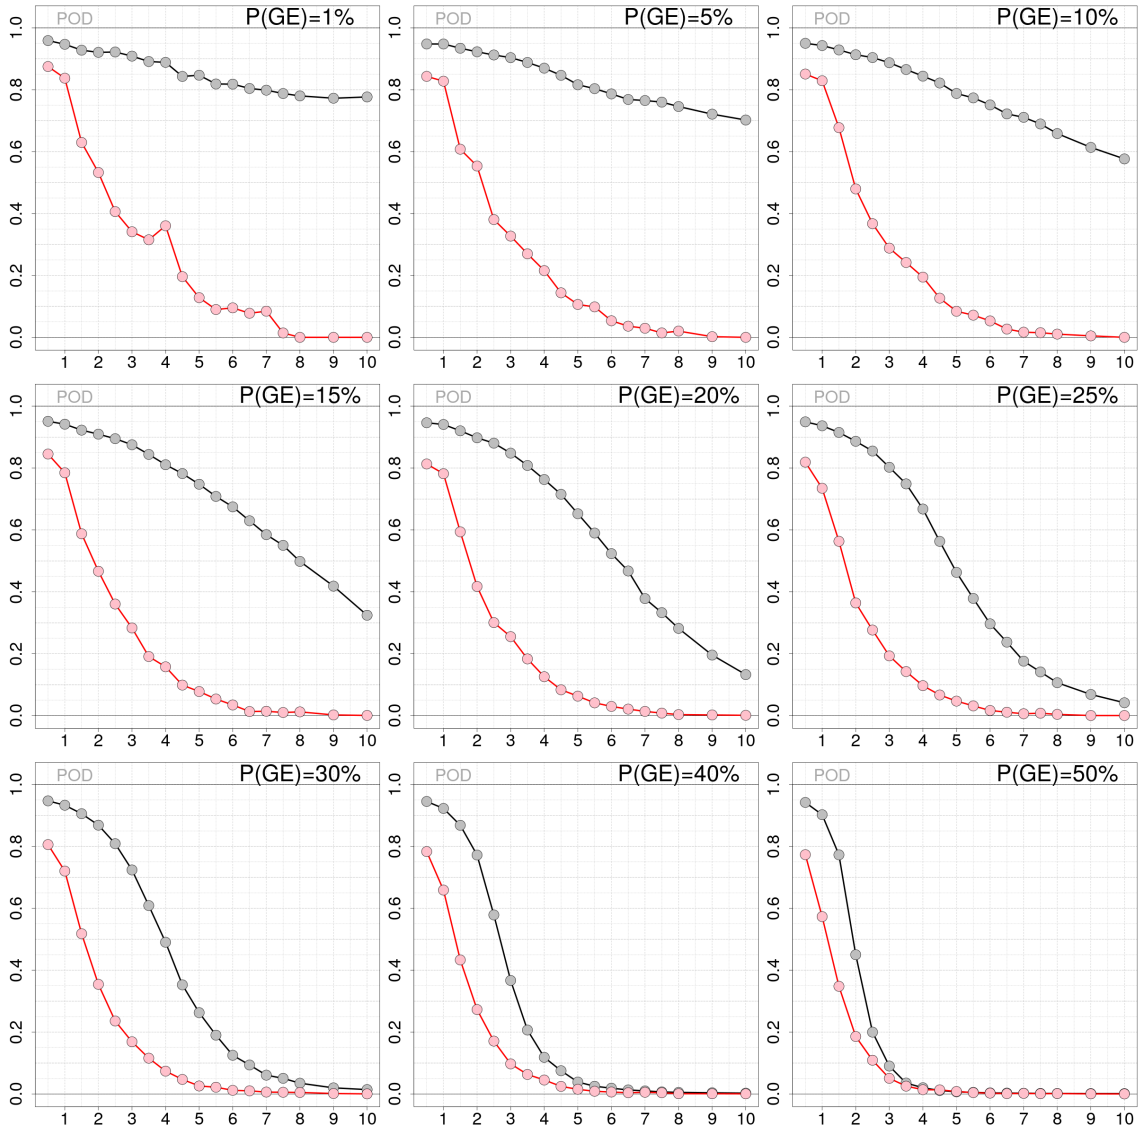 POD P(GE)=1% POD P(GE)=5% POD P(GE)=10%
1.0 1.0 1.0
0.8 0.8 0.8
0.6 0.6 0.6
0.4 0.4 0.4
0.2 0.2 0.2
0.0 0.0 0.0
1 2 3 4 5 6 7 8 9 10 1 2 3 4 5 6 7 8 9 10 1 2 3 4 5 6 7 8 9 10
POD P(GE)=15% POD P(GE)=20% POD P(GE)=25%
1.0 1.0 1.0
0.8 0.8 0.8
0.6 0.6 0.6
0.4 0.4 0.4
0.2 0.2 0.2
0.0 0.0 0.0
1 2 3 4 5 6 7 8 9 10 1 2 3 4 5 6 7 8 9 10 1 2 3 4 5 6 7 8 9 10
POD P(GE)=30% POD P(GE)=40% POD P(GE)=50%
1.0 1.0 1.0
0.8 0.8 0.8
0.6 0.6 0.6
0.4 0.4 0.4
0.2 0.2 0.2
0.0 0.0 0.0
1 2 3 4 5 6 7 8 9 10 1 2 3 4 5 6 7 8 9 10 1 2 3 4 5 6 7 8 9 10